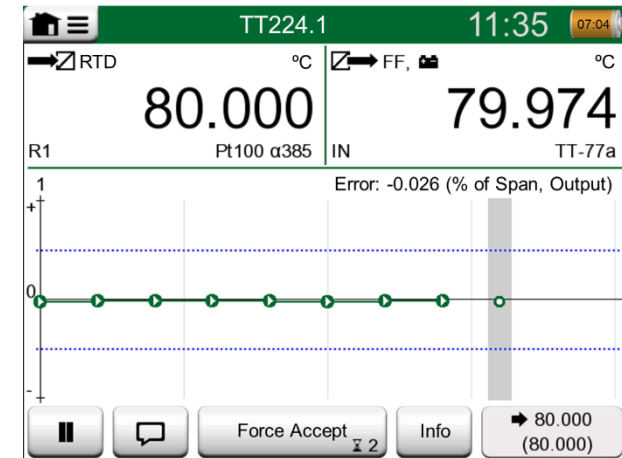 TT224.1 11:35 07:04
RTD ºC FF, ºC
80.000 79.974
R1 Pt100 α385 IN TT-77a
1 Error: -0.026 (% of Span, Output)
+
0
-
Force Accept 2 Info 80.000
(80.000)